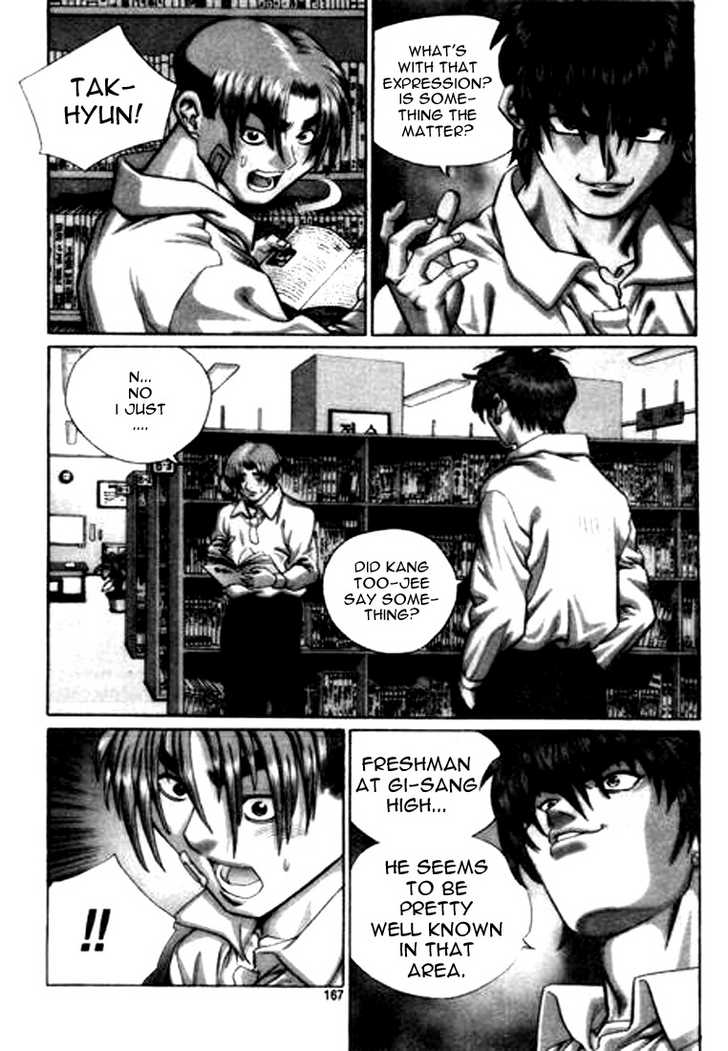 TAK-
HYUN!
WHAT'S
WITH THAT
EXPRESSION?
IS SOME-
THING THE
MATTER?
N...
NO
I JUST
....
DID KANG
TOO-JEE
SAY SOME-
THING?
!!
FRESHMAN
AT GI-SANG
HIGH...
HE SEEMS
TO BE
PRETTY
WELL KNOWN
IN THAT
AREA.
167